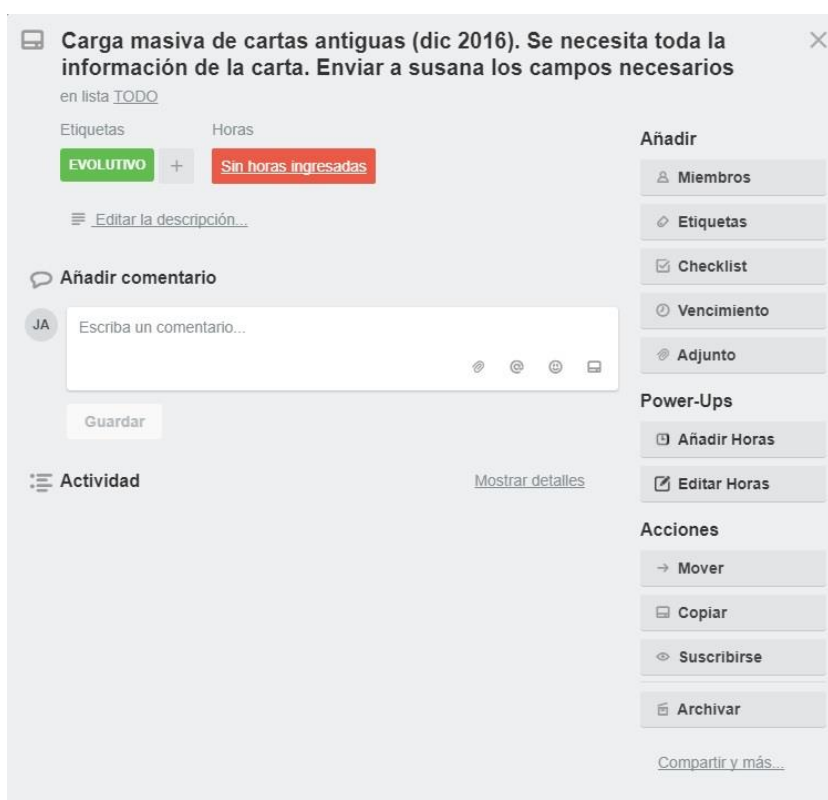 Carga masiva de cartas antiguas (dic 2016). Se necesita toda la
información de la carta. Enviar a susana los campos necesarios
en lista TODO
Etiquetas
Horas
EVOLUTIVO
+
Sin horas ingresadas
Editar la descripción...
Añadir comentario
JA
Escriba un comentario...
@
Guardar
Actividad
Mostrar detalles
Añadir
Miembros
Etiquetas
Checklist
Vencimiento
Adjunto
Power-Ups
Añadir Horas
Editar Horas
Acciones
Mover
Copiar
Suscribirse
Archivar
Compartir y más...